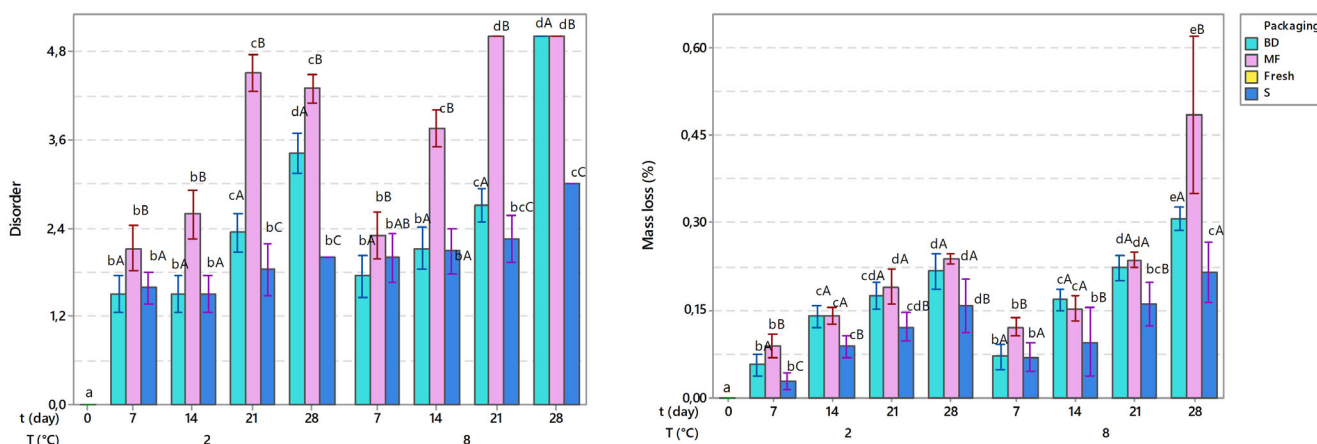 Disorder
4,8
3,6
2,4
1,2
0,0
a
bA
bB
bA
bA
bB
bA
cA
cB
bC
dA
cB
bC
bA
bB
bAB
bA
cB
bA
cA
dB
bcC
dA
dB
cC
t (day)
0 7 14 21 28 7 14 21 28
T (°C)
2 8
Mass loss (%)
0,60
0,45
0,30
0,15
0,00
a
bA
bB
bC
cA
cA
cB
cdA
dA
cdB
dA
dA
dB
bA
bB
bA
cA
cA
bB
dA
dA
bcB
eA
eB
cA
t (day)
0 7 14 21 28 7 14 21 28
T (°C)
2 8
Packaging
BD
MF
Fresh
S